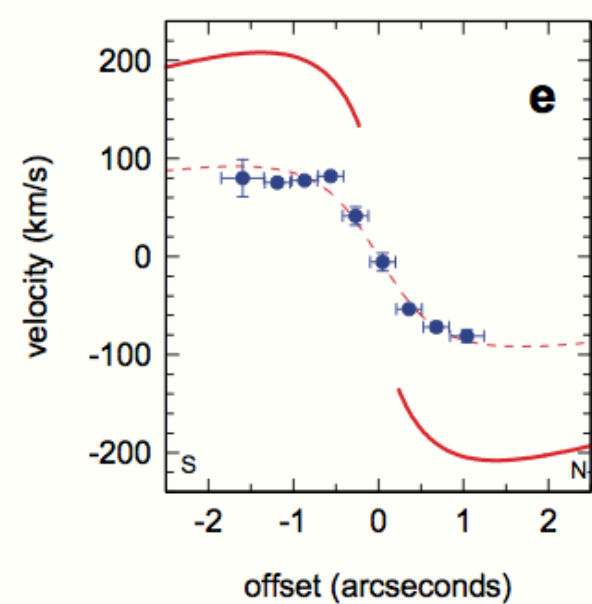 e
200
100
0
-100
-200
velocity (km/s)
S
N
-2 -1 0 1 2
offset (arcseconds)